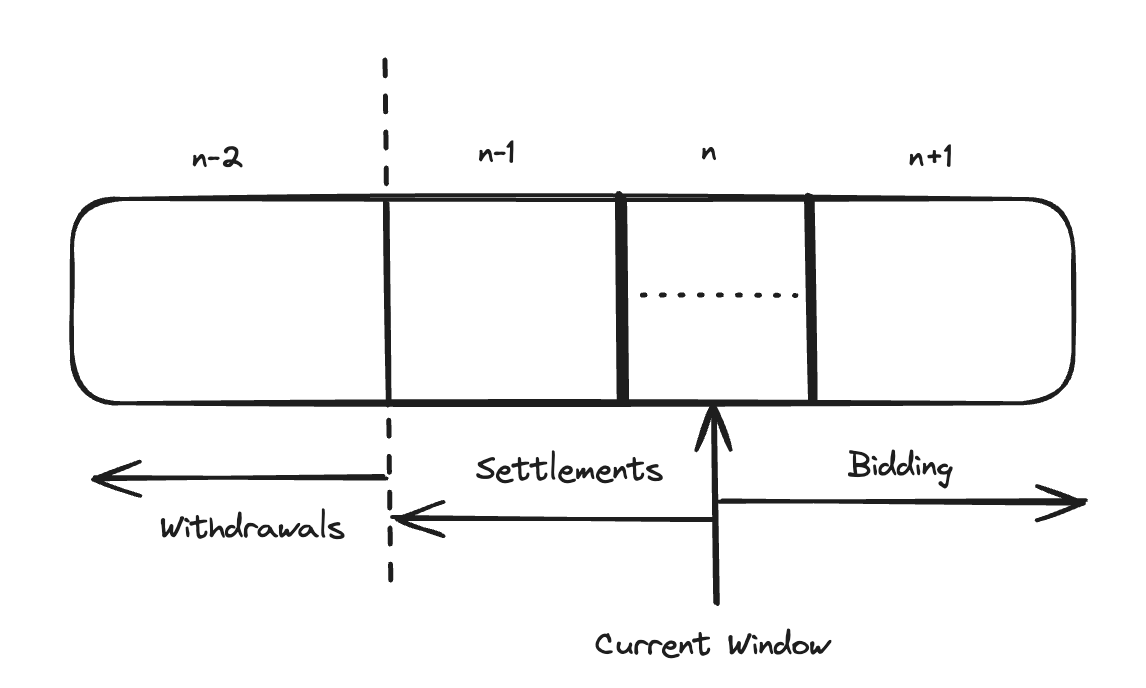 n-2
n-1
n
n+1
Settlements
Bidding
Withdrawals
Current Window